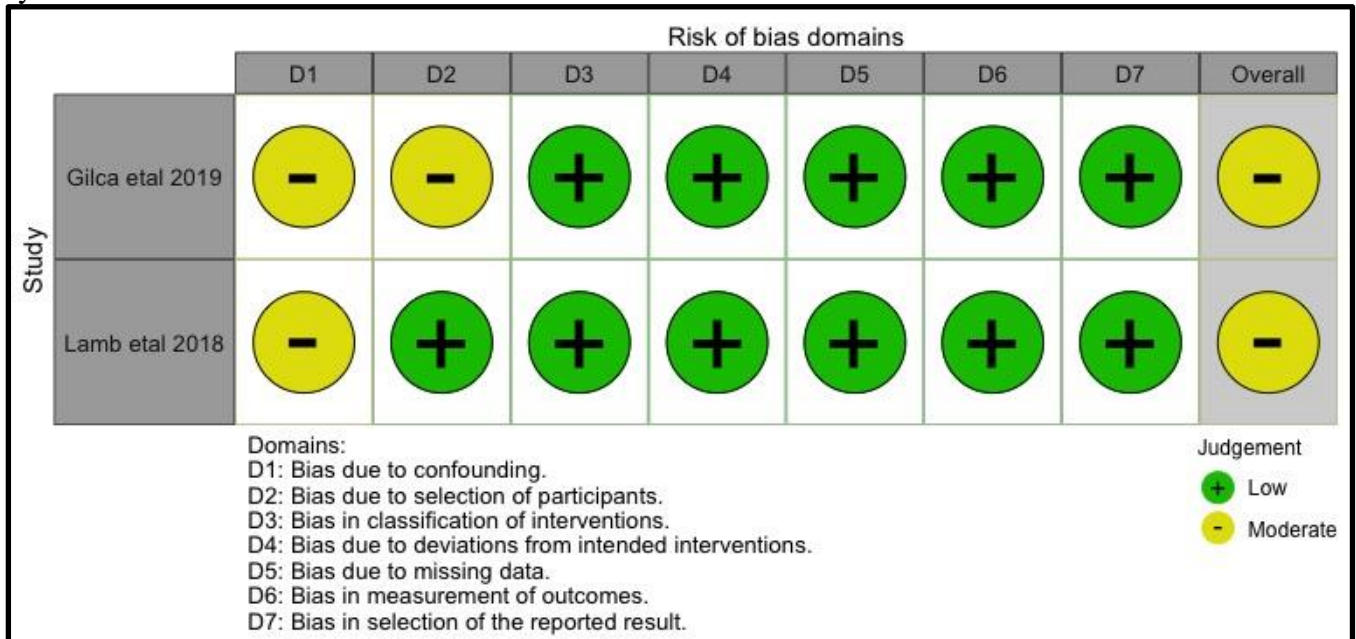 Risk of bias domains
D1 D2 D3 D4 D5 D6 D7 Overall
Study
Gilca etal 2019 - - + + + + + -
Lamb etal 2018 - + + + + + + -
Domains:
D1: Bias due to confounding.
D2: Bias due to selection of participants.
D3: Bias in classification of interventions.
D4: Bias due to deviations from intended interventions.
D5: Bias due to missing data.
D6: Bias in measurement of outcomes.
D7: Bias in selection of the reported result.
Judgement
+ Low
- Moderate